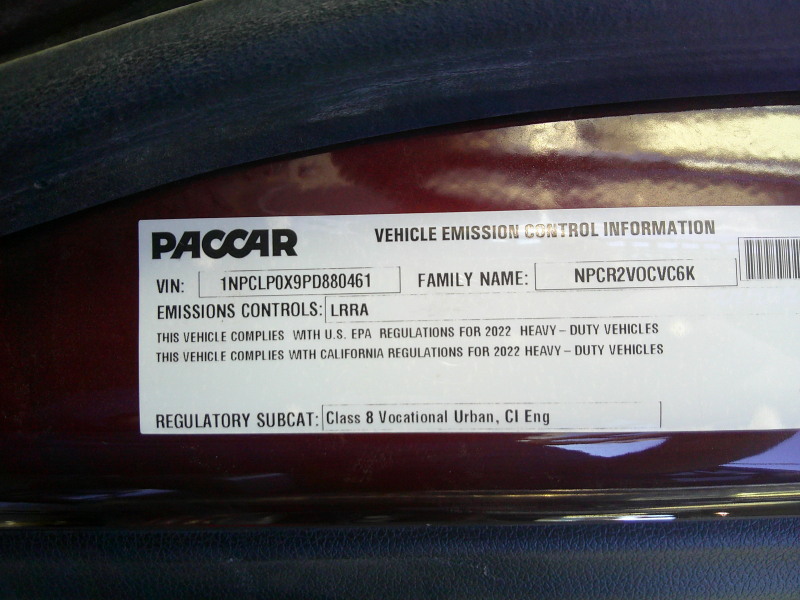 PACCAR VEHICLE EMISSION CONTROL INFORMATION
VIN: 1NPCLP0X9PD880461 FAMILY NAME: NPCR2VOCVC6K
EMISSIONS CONTROLS: LRRA
THIS VEHICLE COMPLIES WITH U.S. EPA REGULATIONS FOR 2022 HEAVY-DUTY VEHICLES
THIS VEHICLE COMPLIES WITH CALIFORNIA REGULATIONS FOR 2022 HEAVY-DUTY VEHICLES
REGULATORY SUBCAT: Class 8 Vocational Urban, CI Eng